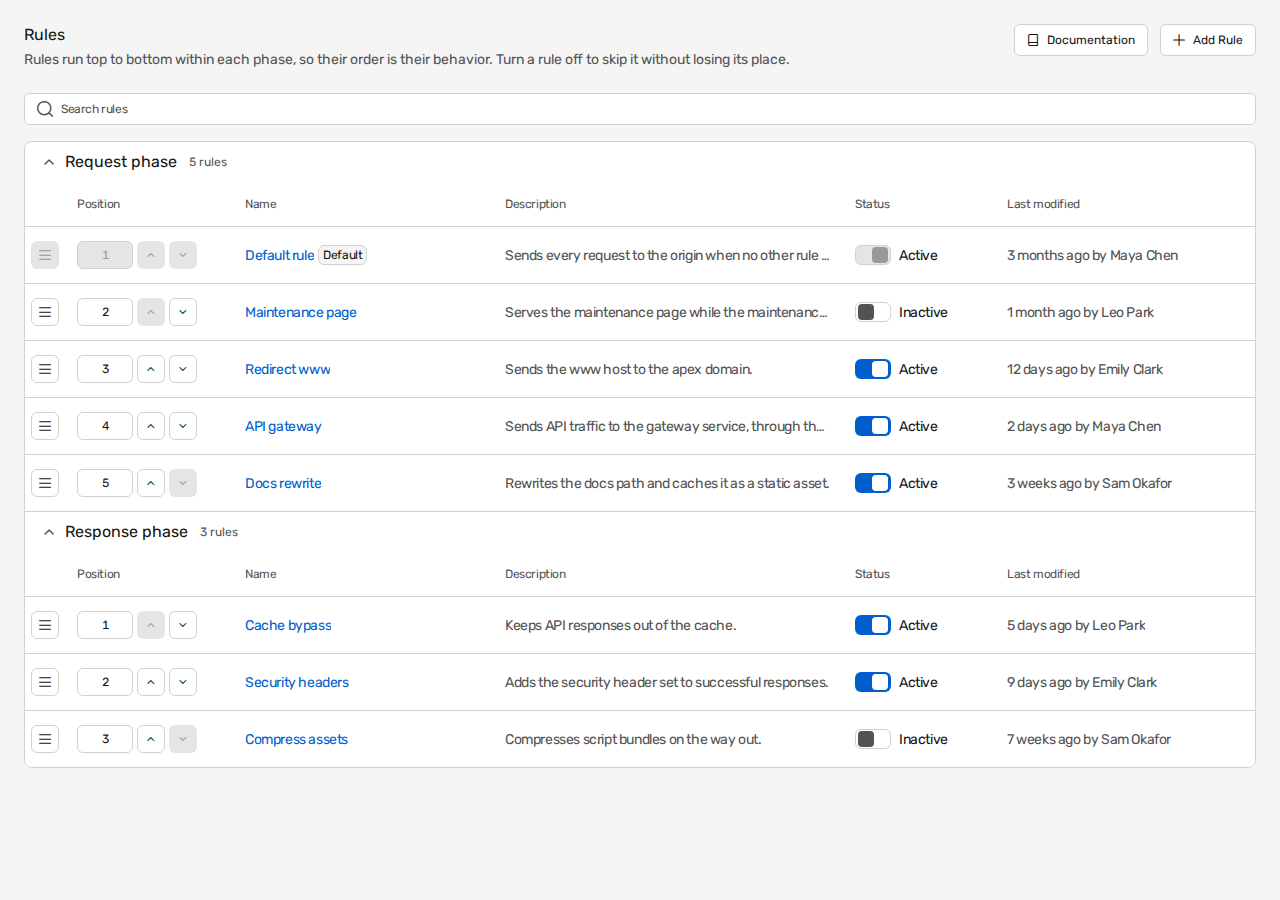 Rules
Rules run top to bottom within each phase, so their order is their behavior. Turn a rule off to skip it without losing its place.
Documentation
Add Rule
Search rules
Request phase 5 rules
Position Name Description Status Last modified
1 Default rule Default Sends every request to the origin when no other rule ... Active 3 months ago by Maya Chen
2 Maintenance page Serves the maintenance page while the maintenanc... Inactive 1 month ago by Leo Park
3 Redirect www Sends the www host to the apex domain. Active 12 days ago by Emily Clark
4 API gateway Sends API traffic to the gateway service, through th... Active 2 days ago by Maya Chen
5 Docs rewrite Rewrites the docs path and caches it as a static asset. Active 3 weeks ago by Sam Okafor
Response phase 3 rules
Position Name Description Status Last modified
1 Cache bypass Keeps API responses out of the cache. Active 5 days ago by Leo Park
2 Security headers Adds the security header set to successful responses. Active 9 days ago by Emily Clark
3 Compress assets Compresses script bundles on the way out. Inactive 7 weeks ago by Sam Okafor